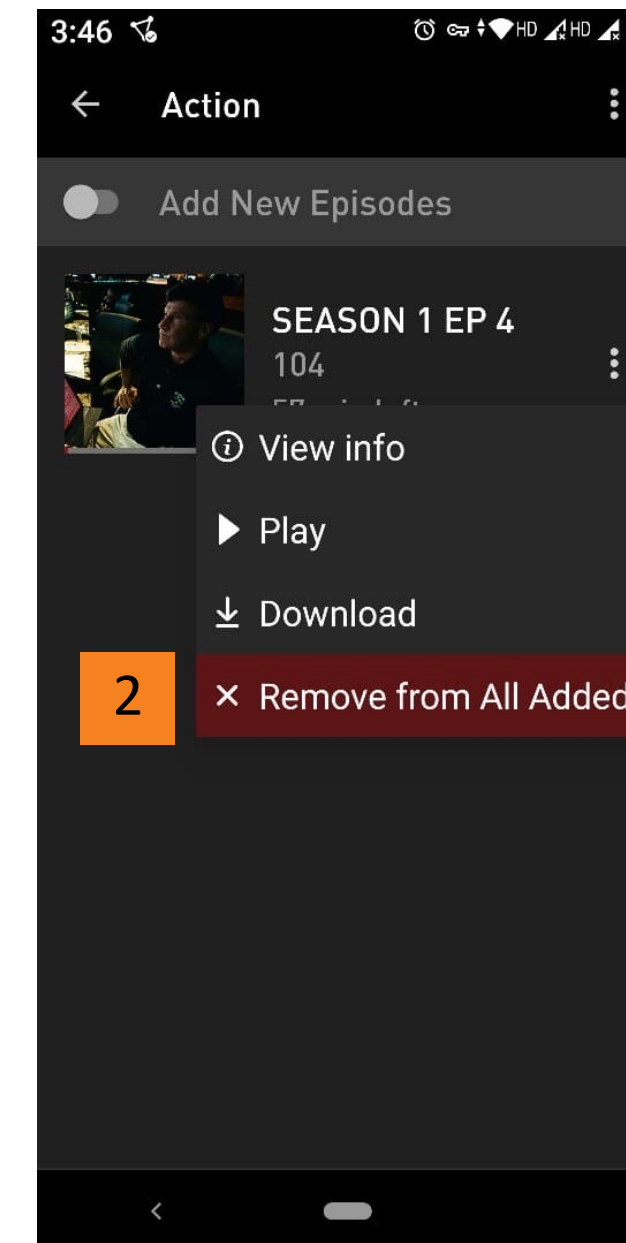 3:46 HD HD
Action
Add New Episodes
SEASON 1 EP 4
104
View info
Play
Download
2 Remove from All Added